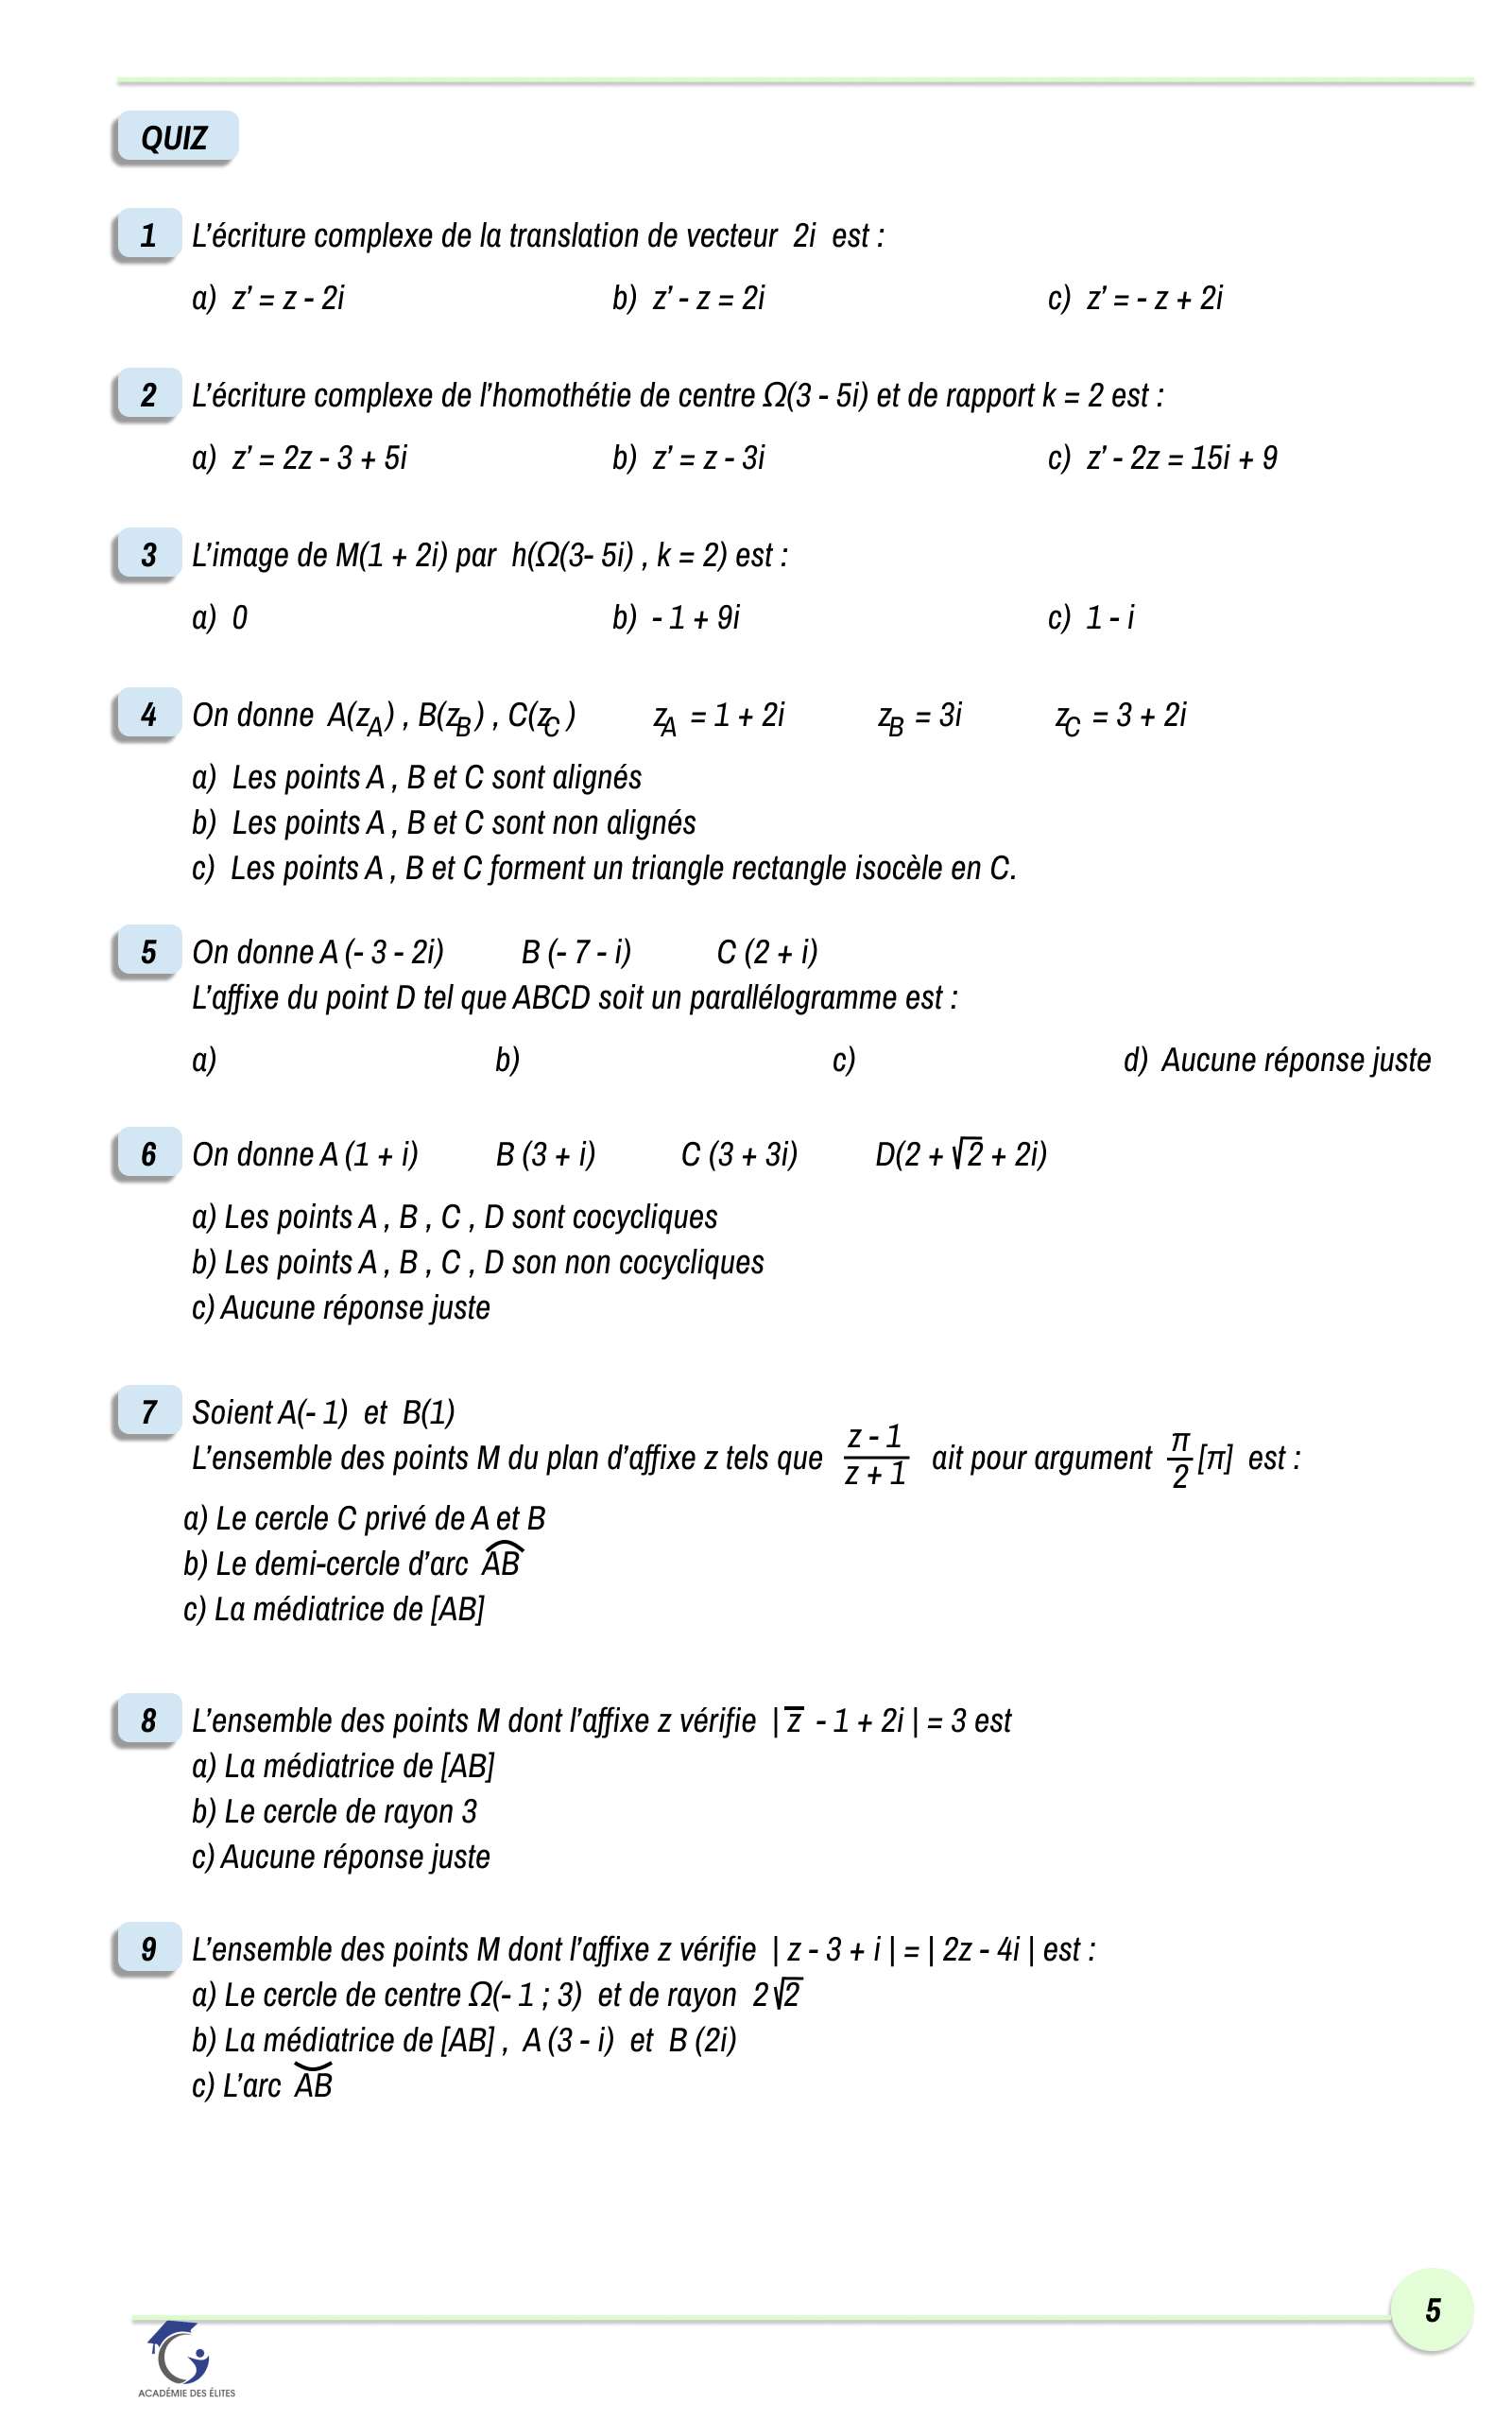 QUIZ
1 L’écriture complexe de la translation de vecteur 2i est :
a) z’ = z - 2i b) z’ - z = 2i c) z’ = - z + 2i
2 L’écriture complexe de l’homothétie de centre Ω(3 - 5i) et de rapport k = 2 est :
a) z’ = 2z - 3 + 5i b) z’ = z - 3i c) z’ - 2z = 15i + 9
3 L’image de M(1 + 2i) par h(Ω(3- 5i) , k = 2) est :
a) 0 b) - 1 + 9i c) 1 - i
4 On donne A(z_A) , B(z_B) , C(z_C) z_A = 1 + 2i z_B = 3i z_C = 3 + 2i
a) Les points A , B et C sont alignés
b) Les points A , B et C sont non alignés
c) Les points A , B et C forment un triangle rectangle isocèle en C.
5 On donne A (- 3 - 2i) B (- 7 - i) C (2 + i)
L’affixe du point D tel que ABCD soit un parallélogramme est :
a) b) c) d) Aucune réponse juste
6 On donne A (1 + i) B (3 + i) C (3 + 3i) D(2 + √2 + 2i)
a) Les points A , B , C , D sont cocycliques
b) Les points A , B , C , D son non cocycliques
c) Aucune réponse juste
7 Soient A(- 1) et B(1)
L’ensemble des points M du plan d’affixe z tels que (z - 1)/(z + 1) ait pour argument π/2 [π] est :
a) Le cercle C privé de A et B
b) Le demi-cercle d’arc AB
c) La médiatrice de [AB]
8 L’ensemble des points M dont l’affixe z vérifie | z̅ - 1 + 2i | = 3 est
a) La médiatrice de [AB]
b) Le cercle de rayon 3
c) Aucune réponse juste
9 L’ensemble des points M dont l’affixe z vérifie | z - 3 + i | = | 2z - 4i | est :
a) Le cercle de centre Ω(- 1 ; 3) et de rayon 2√2
b) La médiatrice de [AB] , A (3 - i) et B (2i)
c) L’arc AB
5
ACADÉMIE DES ÉLITES